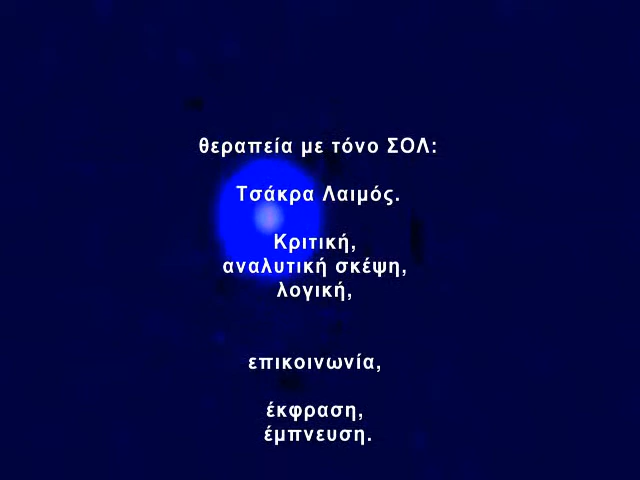 θεραπεία με τόνο ΣΟΛ:
Τσάκρα Λαιμός.
Κριτική,
αναλυτική σκέψη,
λογική,
επικοινωνία,
έκφραση,
έμπνευση.